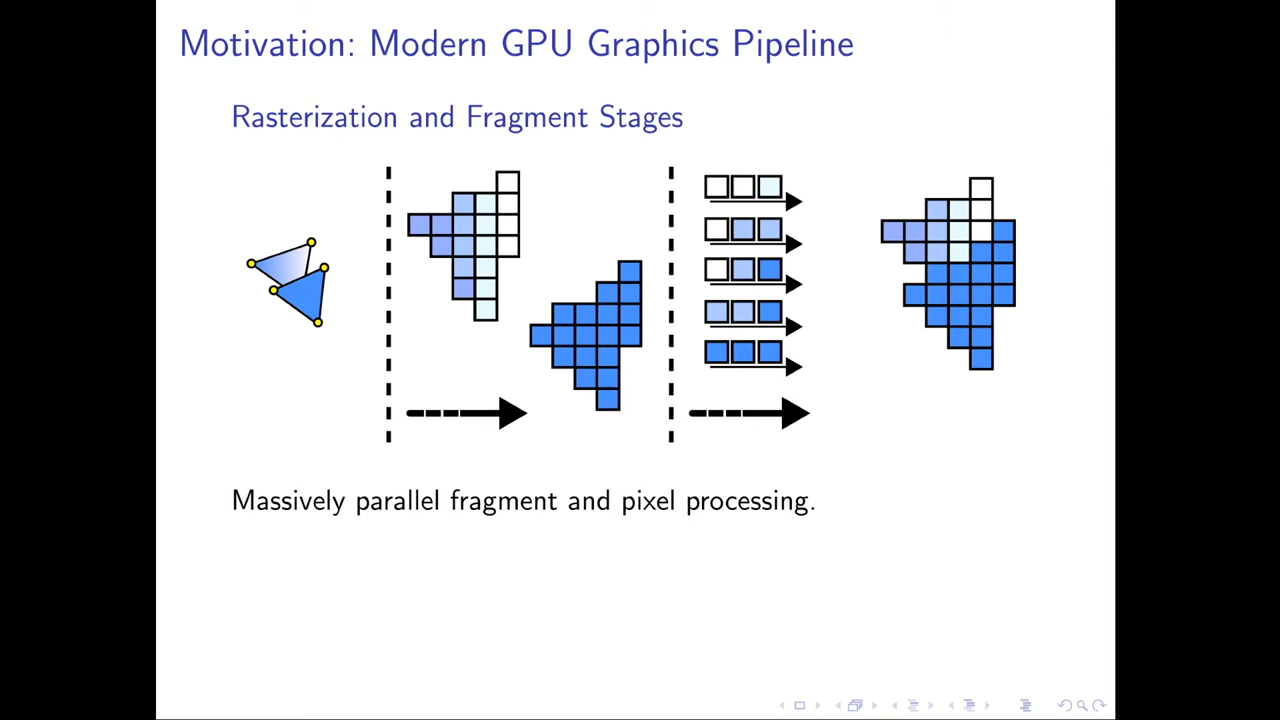 Motivation: Modern GPU Graphics Pipeline
Rasterization and Fragment Stages
Massively parallel fragment and pixel processing.